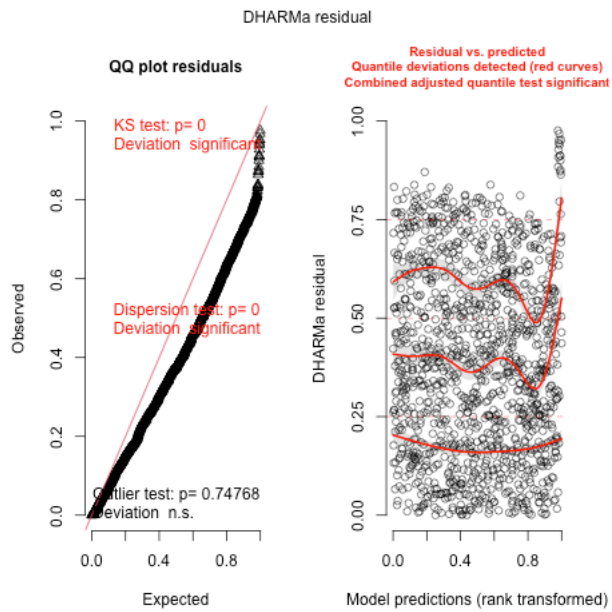 DHARMa residual
QQ plot residuals
KS test: p= 0
Deviation significant
Dispersion test: p= 0
Deviation significant
Outlier test: p= 0.74768
Deviation n.s.
Observed
0.0
0.2
0.4
0.6
0.8
1.0
0.0
0.4
0.8
Expected
Residual vs. predicted
Quantile deviations detected (red curves)
Combined adjusted quantile test significant
DHARMa residual
0.00
0.25
0.50
0.75
1.00
0.0
0.4
0.8
Model predictions (rank transformed)